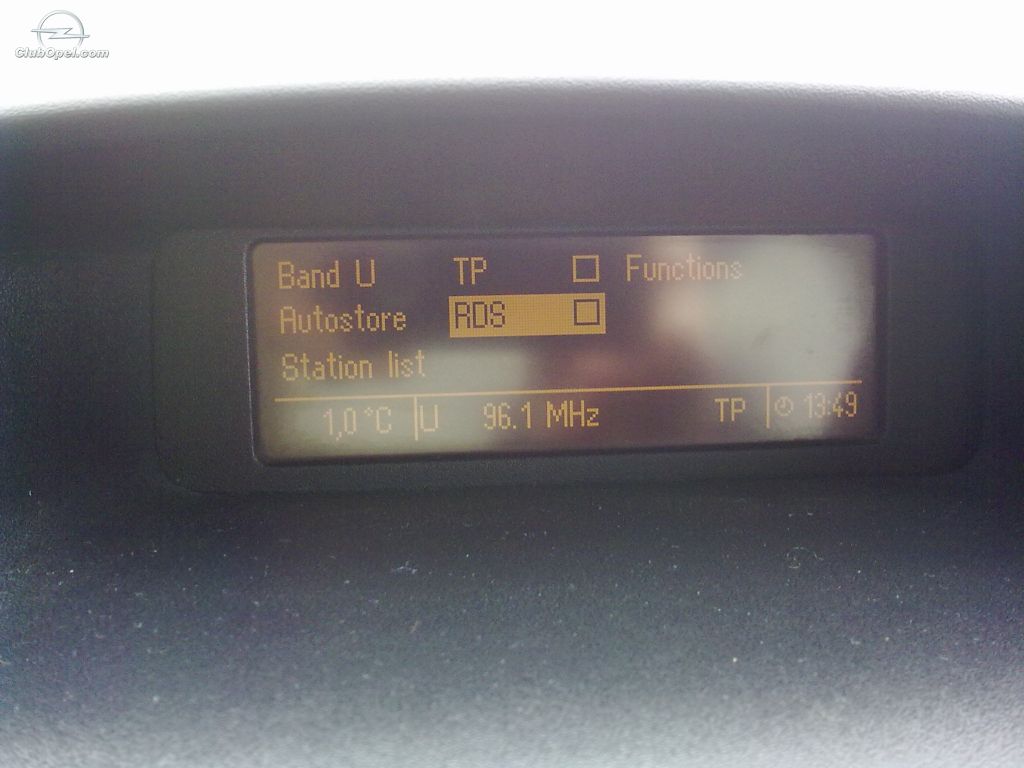 ClubOpel.com
Band U TP Functions
Autostore RDS
Station list
1,0 °C U 96.1 MHz TP 13:49